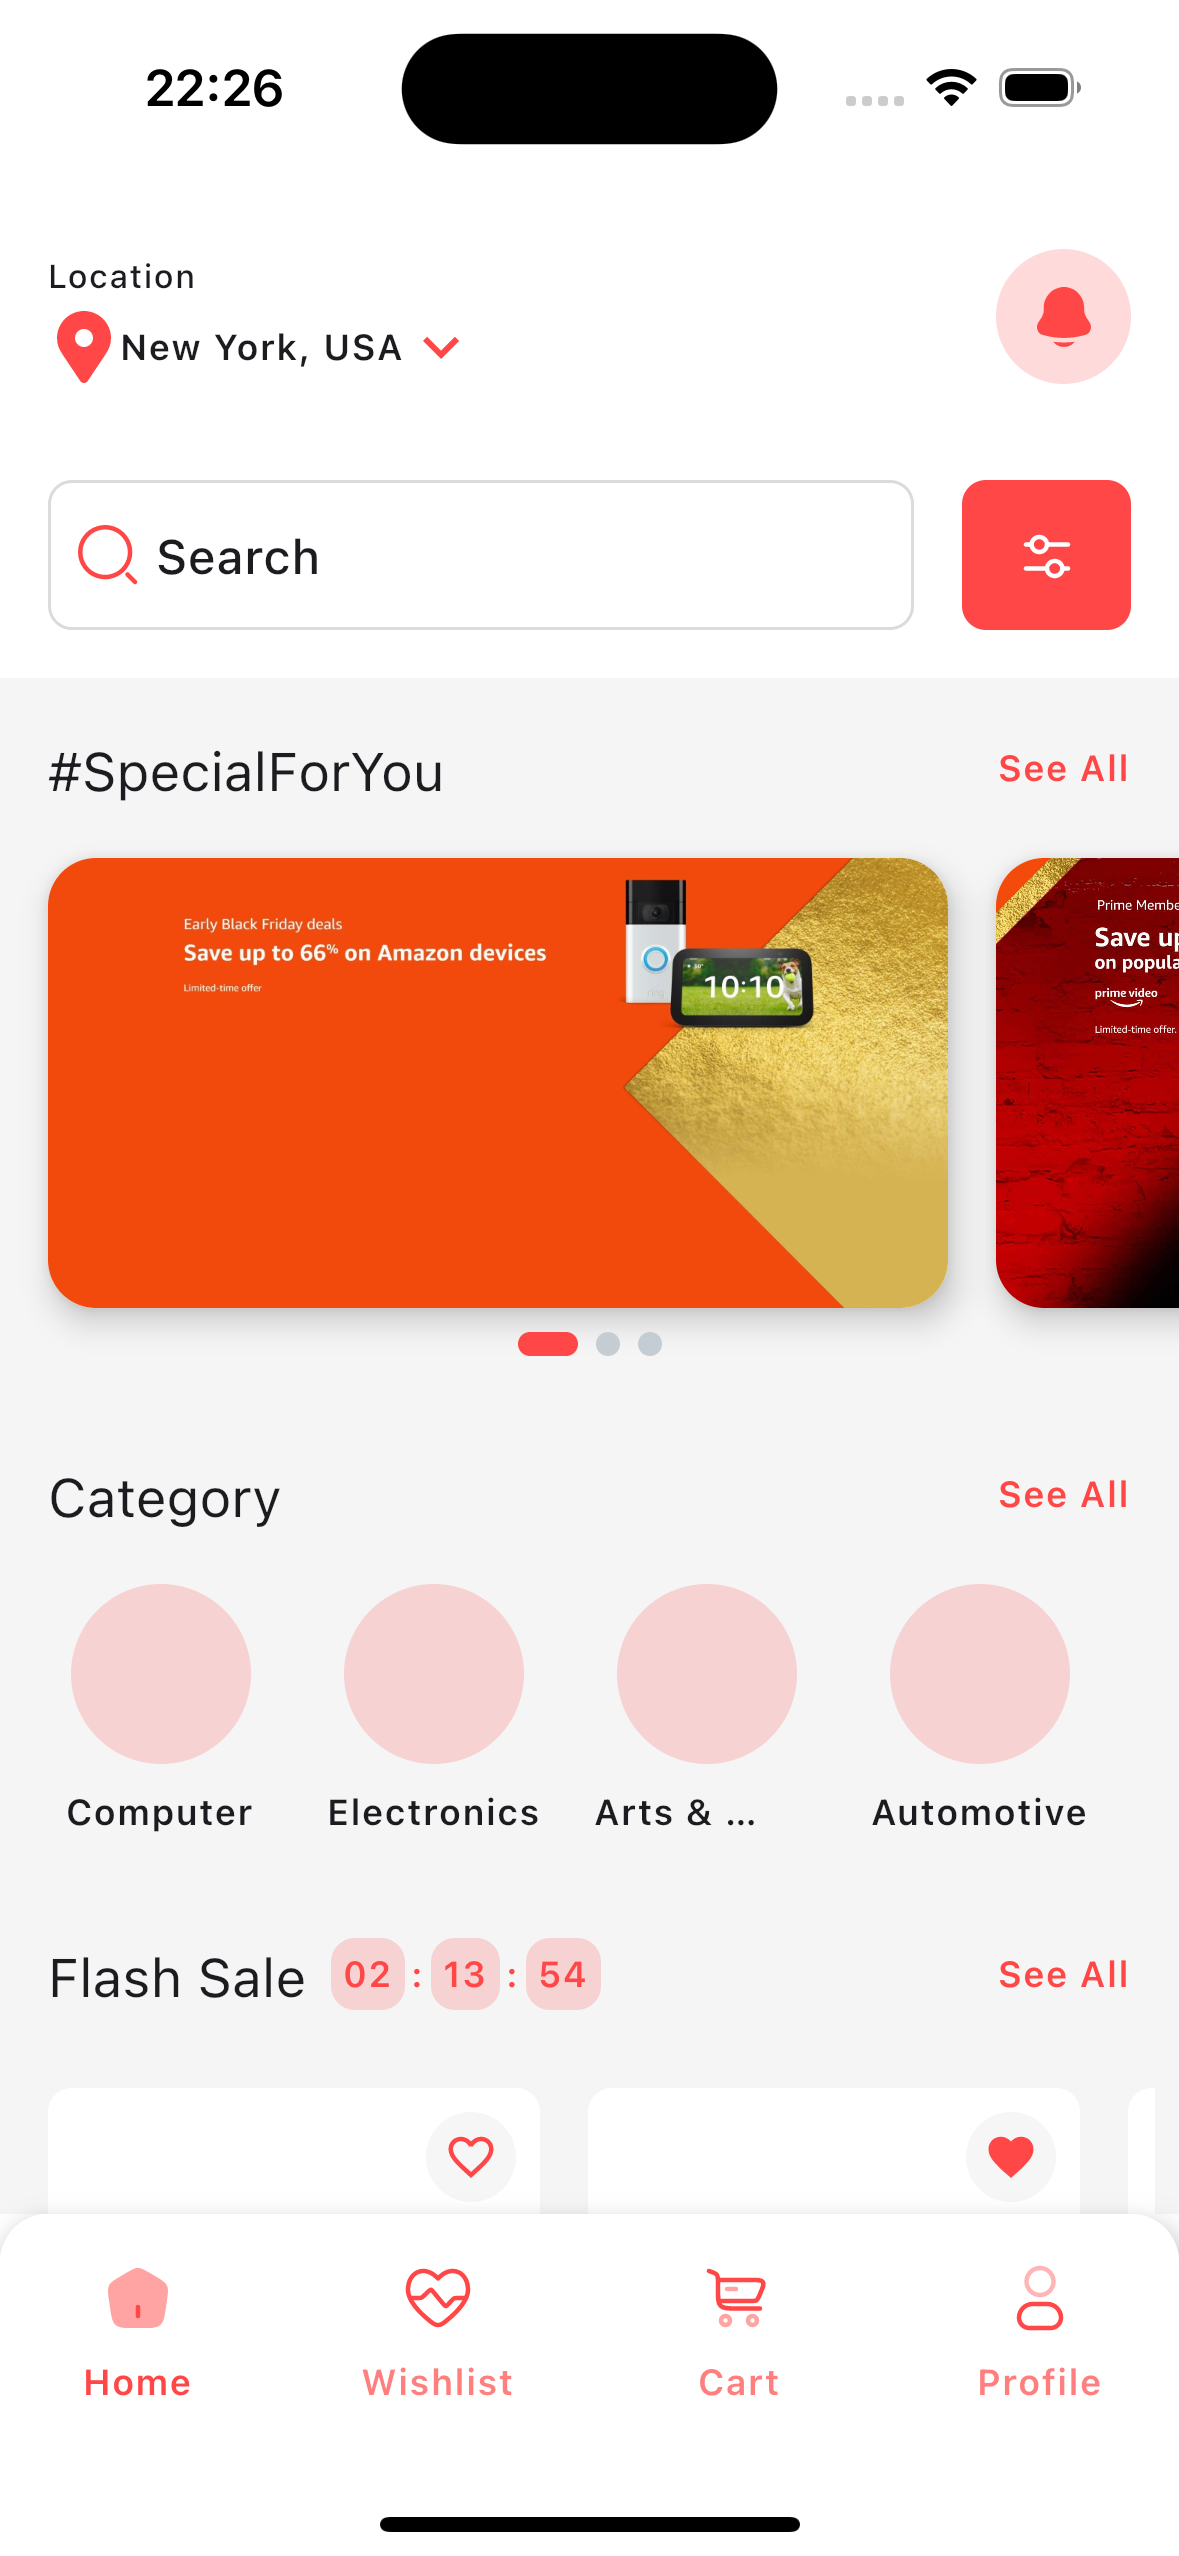 22:26
Location
New York, USA
Search
#SpecialForYou
See All
Early Black Friday deals
Save up to 66% on Amazon devices
Limited-time offer
ring
10:10
Prime Membe
Save up
on popula
prime video
Limited-time offer.
Category
See All
Computer
Electronics
Arts & ...
Automotive
Flash Sale
02 : 13 : 54
See All
Home
Wishlist
Cart
Profile